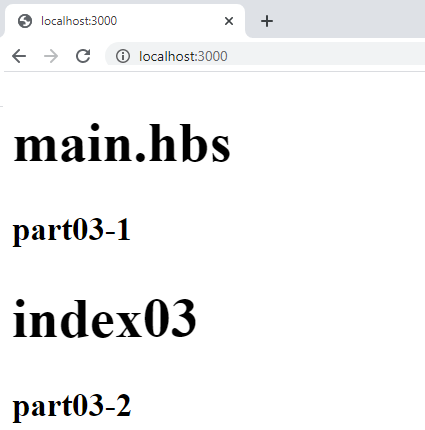 localhost:3000
localhost:3000
main.hbs
part03-1
index03
part03-2